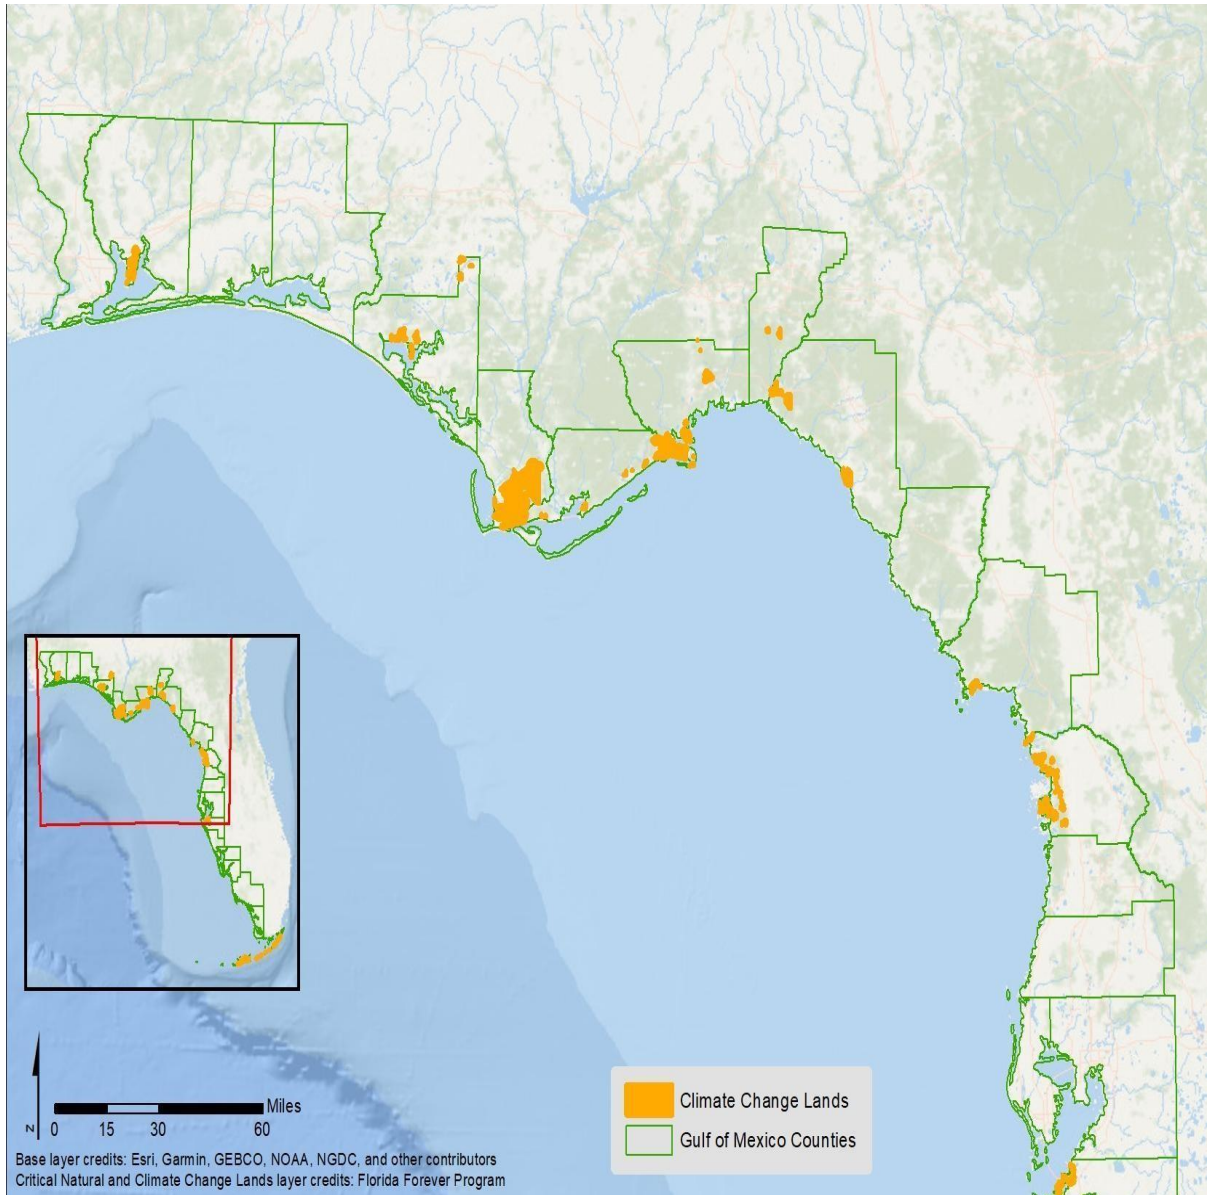 Climate Change Lands
Gulf of Mexico Counties
N
Miles
0 15 30 60
Base layer credits: Esri, Garmin, GEBCO, NOAA, NGDC, and other contributors
Critical Natural and Climate Change Lands layer credits: Florida Forever Program